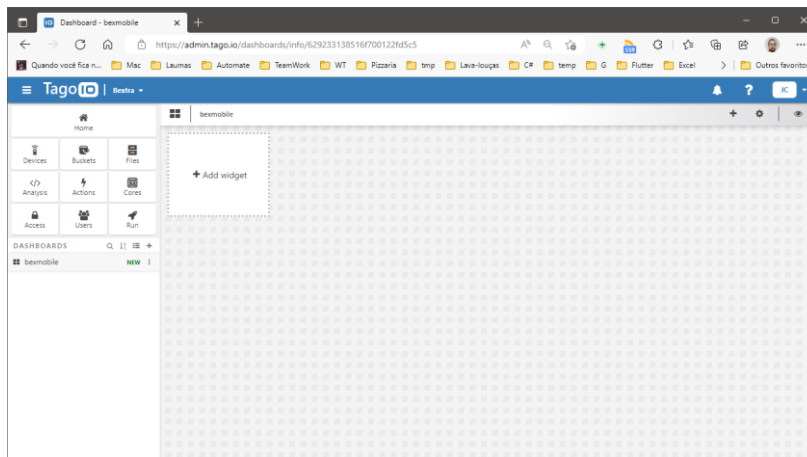 Dashboard - bexmobile
https://admin.tago.io/dashboards/info/629233138516f700122fd5c5
559
Quando você fica n... Mac Laumas Automate TeamWork WT Pizzaria tmp Lava-louças C# temp G Flutter Excel Outros favoritos
TagoIO Bextra
? JC
Home
bexmobile
Devices Buckets Files
Add widget
</> Analysis Actions Cores
Access Users Run
DASHBOARDS
bexmobile NEW